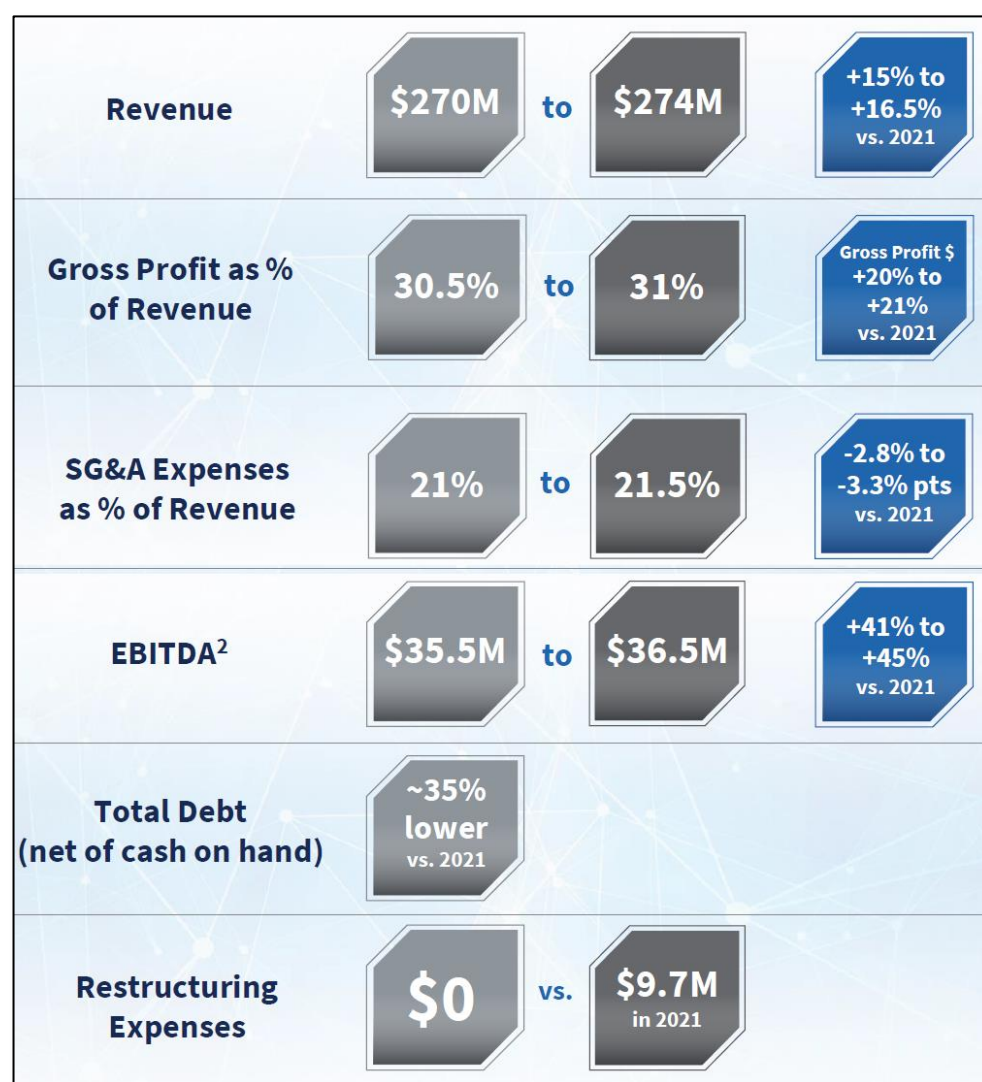 Revenue
$270M
to
$274M
+15% to
+16.5%
vs. 2021
Gross Profit as %
of Revenue
30.5%
to
31%
Gross Profit $
+20% to
+21%
vs. 2021
SG&A Expenses
as % of Revenue
21%
to
21.5%
-2.8% to
-3.3% pts
vs. 2021
EBITDA²
$35.5M
to
$36.5M
+41% to
+45%
vs. 2021
Total Debt
(net of cash on hand)
~35%
lower
vs. 2021
Restructuring
Expenses
$0
vs.
$9.7M
in 2021